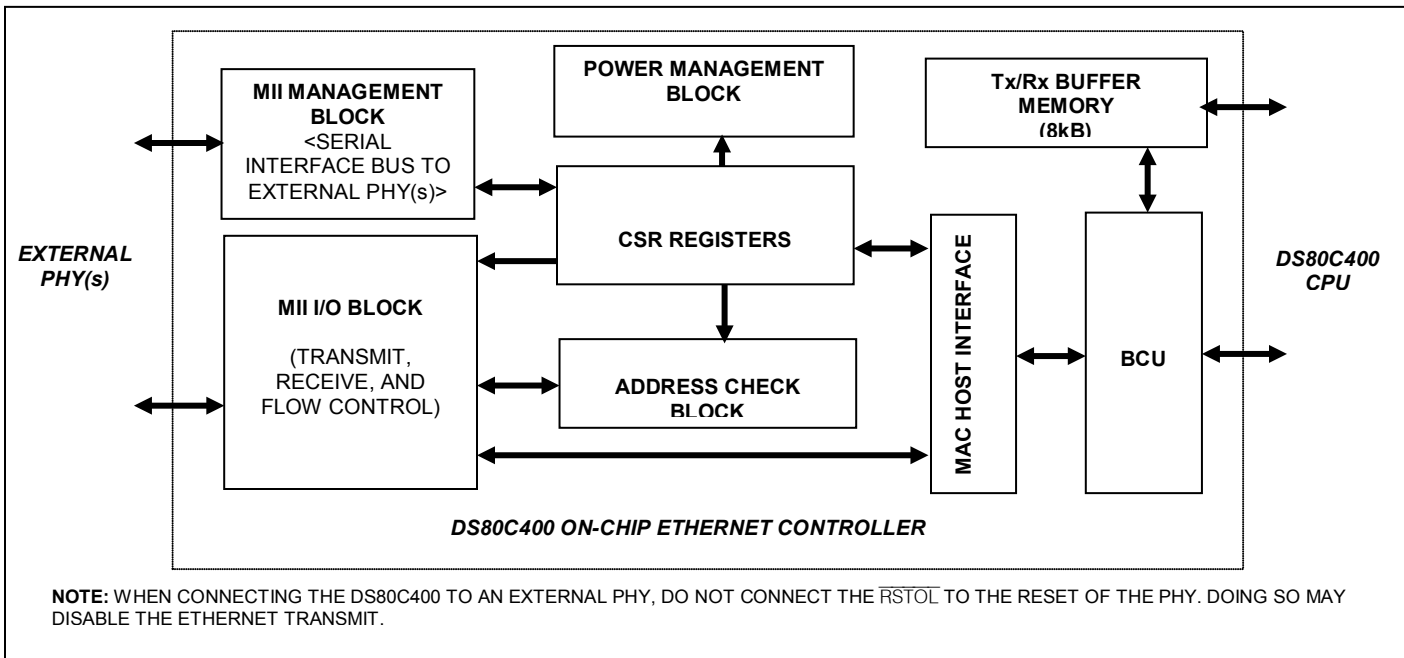 MII MANAGEMENT
BLOCK
<SERIAL
INTERFACE BUS TO
EXTERNAL PHY(s)>
POWER MANAGEMENT
BLOCK
Tx/Rx BUFFER
MEMORY
(8kB)
EXTERNAL
PHY(s)
CSR REGISTERS
MII I/O BLOCK
(TRANSMIT,
RECEIVE, AND
FLOW CONTROL)
ADDRESS CHECK
BLOCK
MAC HOST INTERFACE
BCU
DS80C400
CPU
DS80C400 ON-CHIP ETHERNET CONTROLLER
NOTE: WHEN CONNECTING THE DS80C400 TO AN EXTERNAL PHY, DO NOT CONNECT THE RSTOL TO THE RESET OF THE PHY. DOING SO MAY
DISABLE THE ETHERNET TRANSMIT.